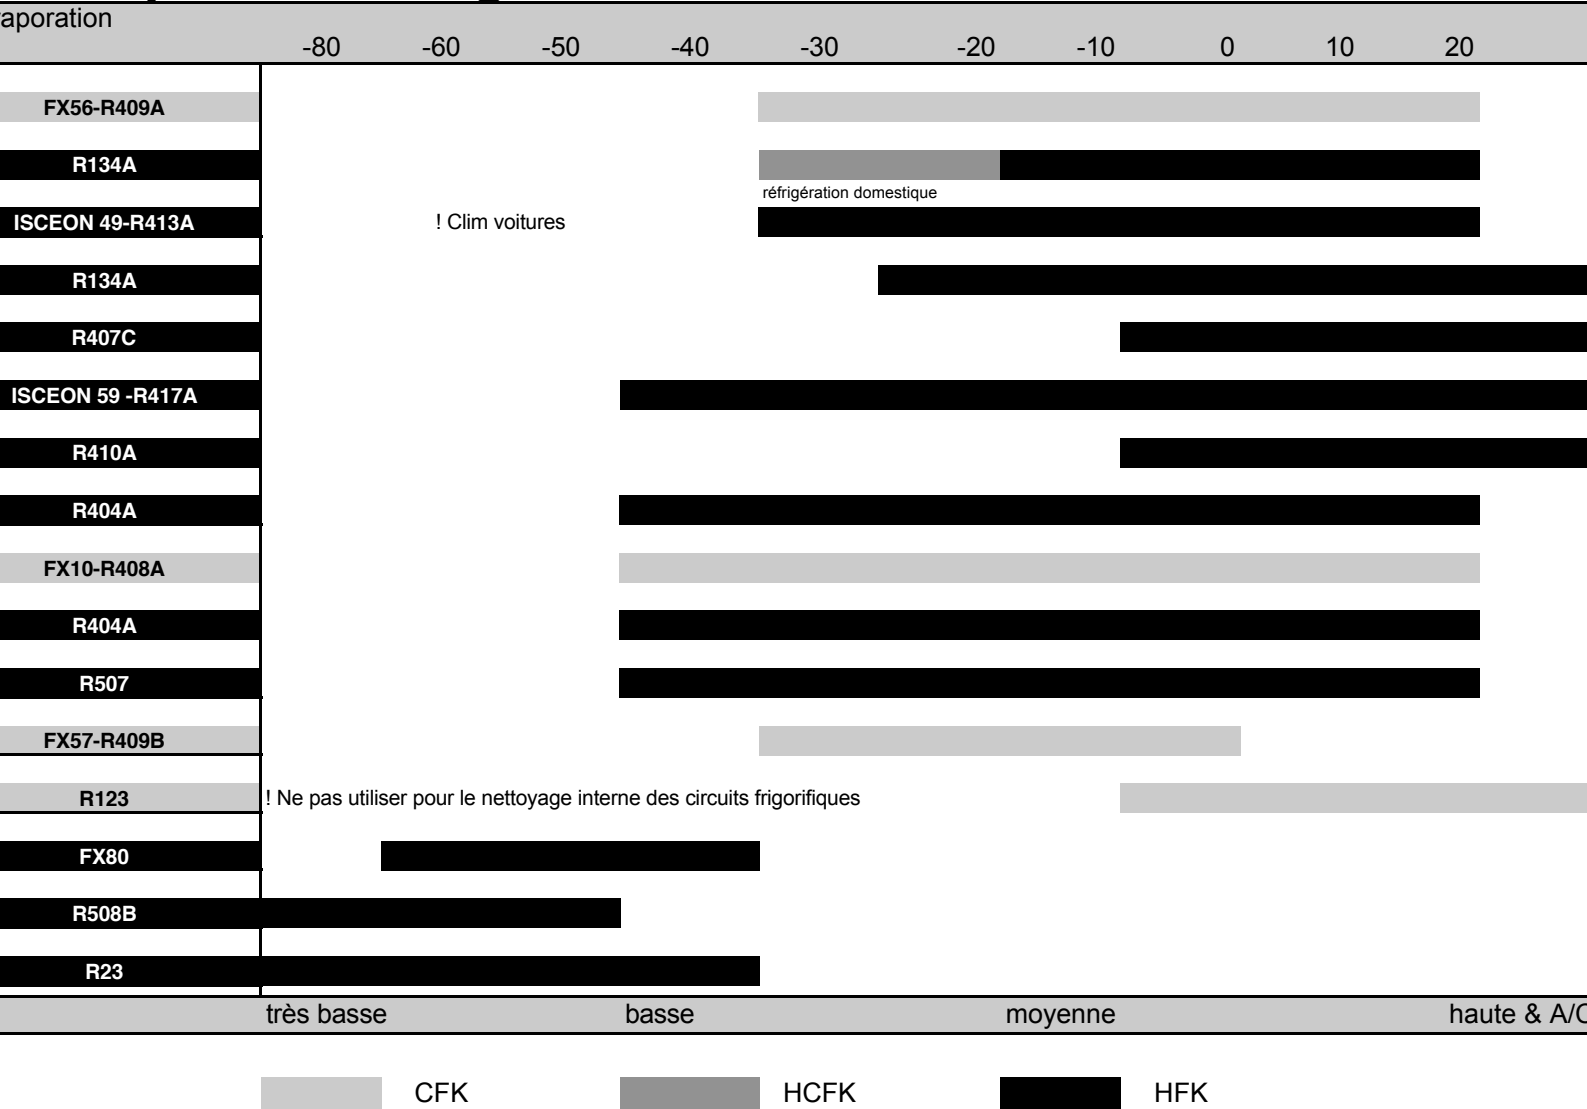 aporation
-80 -60 -50 -40 -30 -20 -10 0 10 20
FX56-R409A
R134A
réfrigération domestique
ISCEON 49-R413A ! Clim voitures
R134A
R407C
ISCEON 59 -R417A
R410A
R404A
FX10-R408A
R404A
R507
FX57-R409B
R123 ! Ne pas utiliser pour le nettoyage interne des circuits frigorifiques
FX80
R508B
R23
très basse basse moyenne haute & A/C
CFK HCFK HFK